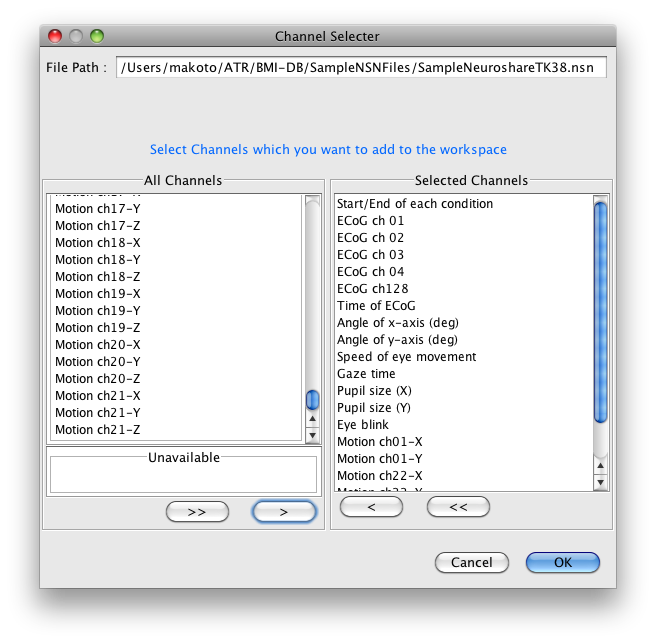 Channel Selecter
File Path : /Users/makoto/ATR/BMI-DB/SampleNSNFiles/SampleNeuroshareTK38.nsn
Select Channels which you want to add to the workspace
All Channels
Motion ch17-Y
Motion ch17-Z
Motion ch18-X
Motion ch18-Y
Motion ch18-Z
Motion ch19-X
Motion ch19-Y
Motion ch19-Z
Motion ch20-X
Motion ch20-Y
Motion ch20-Z
Motion ch21-X
Motion ch21-Y
Motion ch21-Z
Unavailable
>>
>
Selected Channels
Start/End of each condition
ECoG ch 01
ECoG ch 02
ECoG ch 03
ECoG ch 04
ECoG ch128
Time of ECoG
Angle of x-axis (deg)
Angle of y-axis (deg)
Speed of eye movement
Gaze time
Pupil size (X)
Pupil size (Y)
Eye blink
Motion ch01-X
Motion ch01-Y
Motion ch22-X
<
<<
Cancel
OK